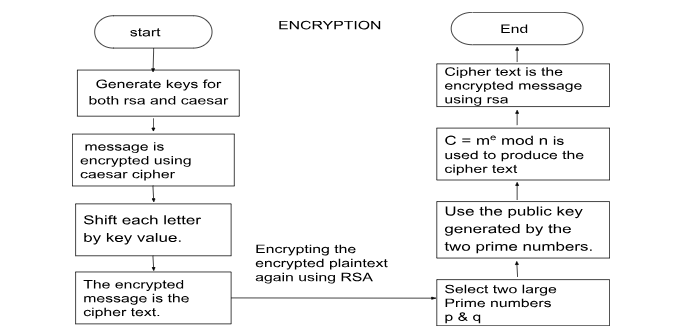 ENCRYPTION
start
Generate keys for
both rsa and caesar
message is
encrypted using
caesar cipher
Shift each letter
by key value.
The encrypted
message is the
cipher text.
Encrypting the
encrypted plaintext
again using RSA
Select two large
Prime numbers
p & q
Use the public key
generated by the
two prime numbers.
C = mᵉ mod n is
used to produce the
cipher text
Cipher text is the
encrypted message
using rsa
End